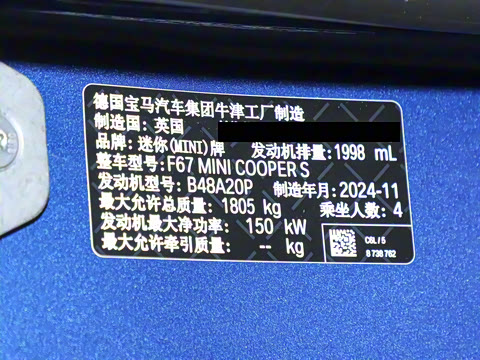 德国宝马汽车集团牛津工厂制造
制造国: 英国
品牌: 迷你(MINI)牌 发动机排量: 1998 mL
整车型号: F67 MINI COOPER S
发动机型号: B48A20P 制造年月: 2024-11
最大允许总质量: 1805 kg 乘坐人数: 4
发动机最大净功率: 150 kW
最大允许牵引质量: -- kg
C6L / 5
8 738 762